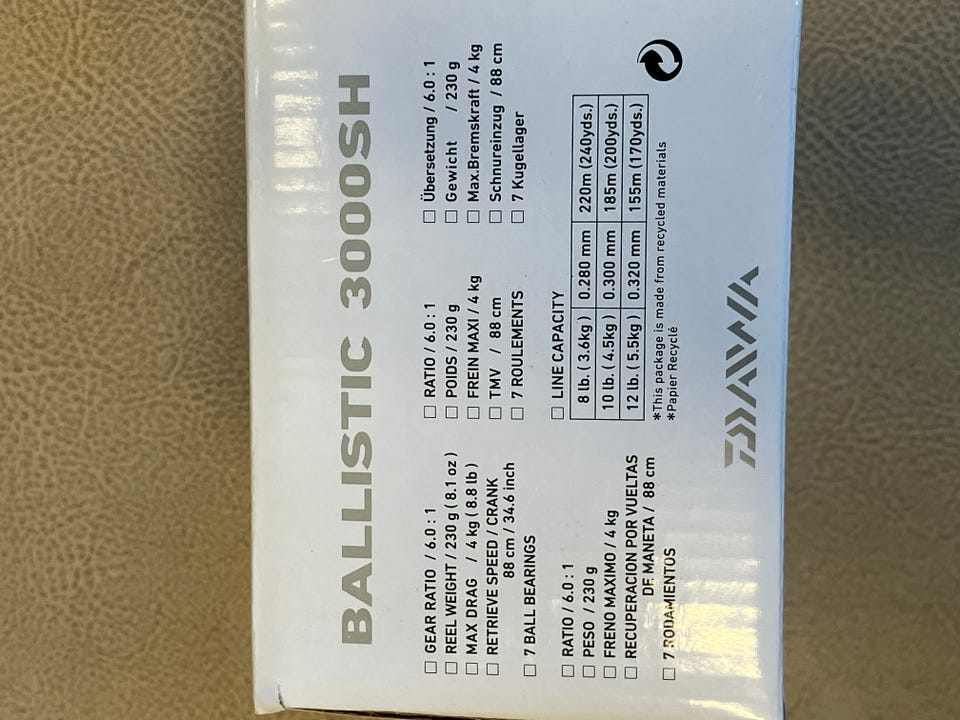 BALLISTIC 3000SH
□ GEAR RATIO / 6.0 : 1
□ REEL WEIGHT / 230 g ( 8.1 oz )
□ MAX DRAG / 4 kg ( 8.8 lb )
□ RETRIEVE SPEED / CRANK
88 cm / 34.6 inch
□ 7 BALL BEARINGS
□ RATIO / 6.0 : 1
□ POIDS / 230 g
□ FREIN MAXI / 4 kg
□ TMV / 88 cm
□ 7 ROULEMENTS
□ Übersetzung / 6.0 : 1
□ Gewicht / 230 g
□ Max.Bremskraft / 4 kg
□ Schnureinzug / 88 cm
□ 7 Kugellager
□ RATIO / 6.0 : 1
□ PESO / 230 g
□ FRENO MAXIMO / 4 kg
□ RECUPERACION POR VUELTAS
DE MANETA / 88 cm
□ 7 RODAMIENTOS
□ LINE CAPACITY
8 lb. ( 3.6kg ) 0.280 mm 220m (240yds.)
10 lb. ( 4.5kg ) 0.300 mm 185m (200yds.)
12 lb. ( 5.5kg ) 0.320 mm 155m (170yds.)
*This package is made from recycled materials
*Papier Recyclé
DAIWA